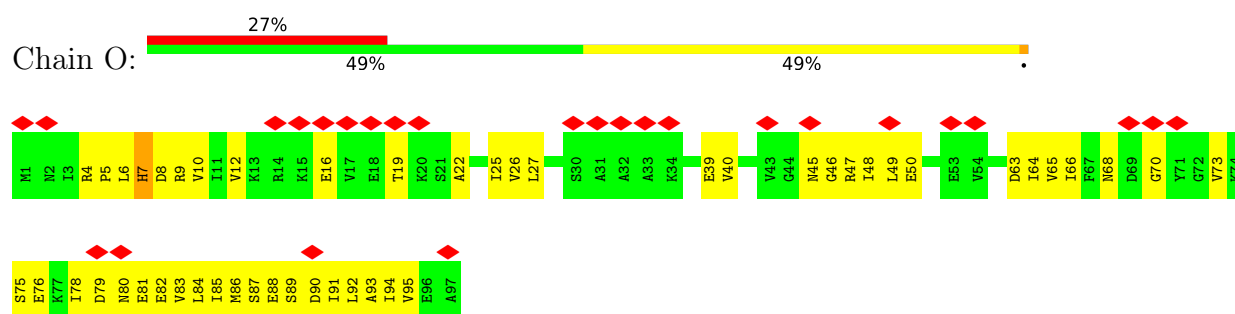 27%
Chain O:
49% 49% •
M1 N2 I3 R4 P5 L6 H7 D8 R9 V10 I11 V12 K13 R14 K15 E16 V17 E18 T19 K20 S21 A22 I25 V26 L27 S30 A31 A32 A33 K34 E39 V40 V43 G44 N45 G46 R47 I48 L49 E50 E53 V54 D63 I64 V65 I66 F67 N68 D69 G70 Y71 G72 V73 K74
S75 E76 K77 I78 D79 N80 E81 E82 V83 L84 I85 M86 S87 E88 S89 D90 I91 L92 A93 I94 V95 E96 A97